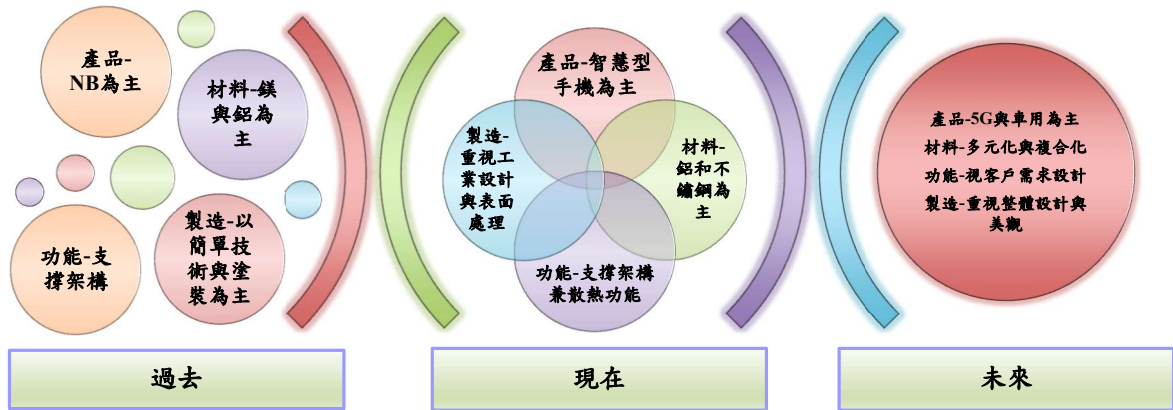 產品-
NB為主
材料-鎂
與鋁為
主
功能-支
撐架構
製造-以
簡單技
術與塗
裝為主
產品-智慧型
手機為主
製造-
重視工
業設計
與表面
處理
材料-
鋁和不
鏽鋼為
主
功能-支撐架構
兼散熱功能
產品-5G與車用為主
材料-多元化與複合化
功能-視客戶需求設計
製造-重視整體設計與
美觀
過去
現在
未來